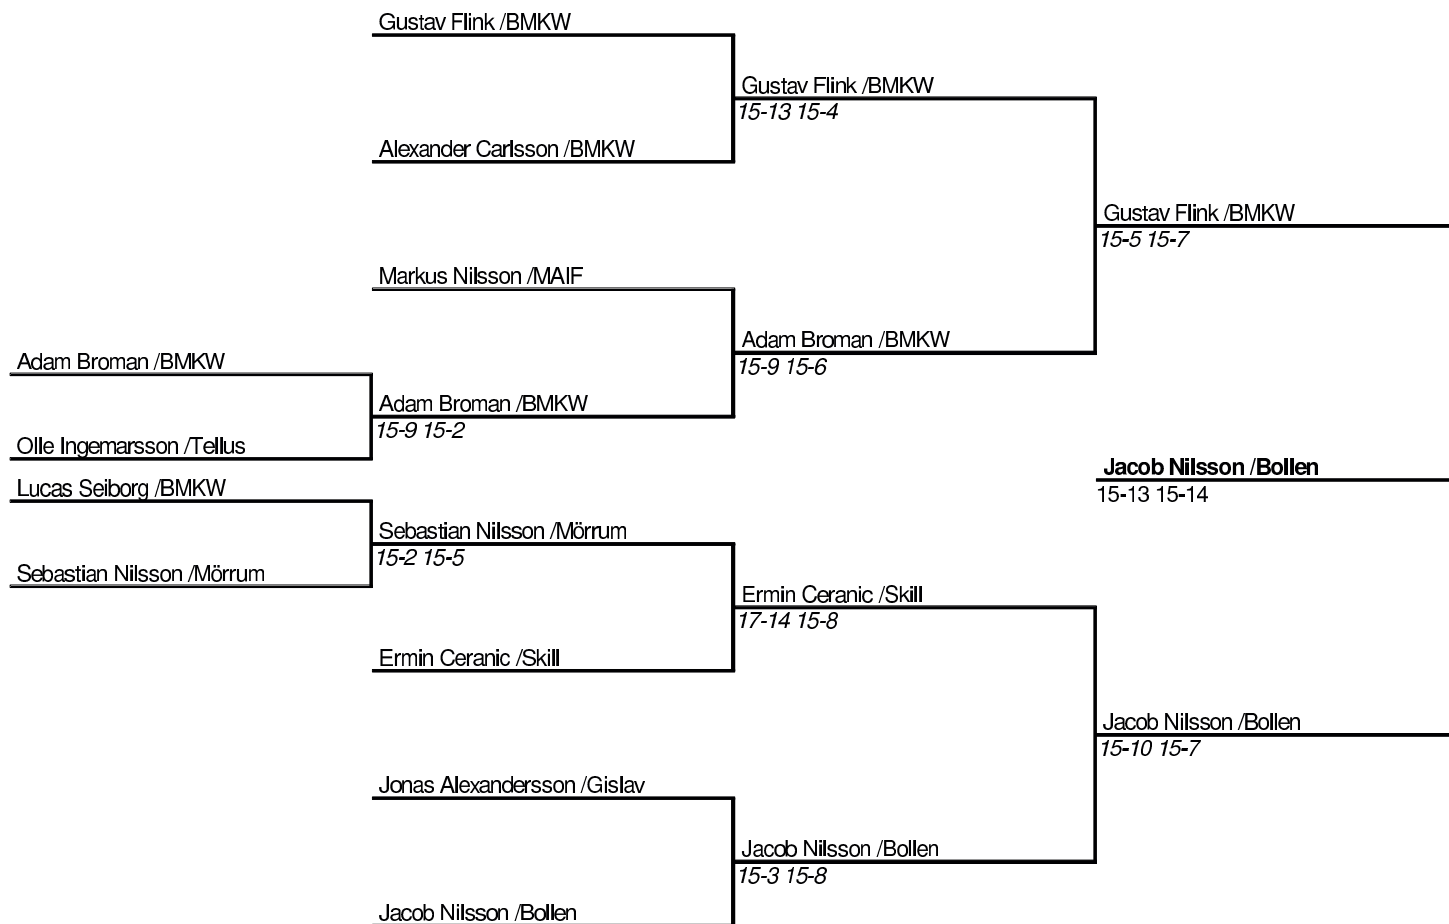 Gustav Flink /BMKW
Gustav Flink /BMKW
15-13 15-4
Alexander Carlsson /BMKW
Gustav Flink /BMKW
15-5 15-7
Markus Nilsson /MAIF
Adam Broman /BMKW
15-9 15-6
Adam Broman /BMKW
Adam Broman /BMKW
15-9 15-2
Olle Ingemarsson /Tellus
Jacob Nilsson /Bollen
15-13 15-14
Lucas Seiborg /BMKW
Sebastian Nilsson /Mörrum
15-2 15-5
Sebastian Nilsson /Mörrum
Ermin Ceranic /Skill
17-14 15-8
Ermin Ceranic /Skill
Jacob Nilsson /Bollen
15-10 15-7
Jonas Alexandersson /Gislav
Jacob Nilsson /Bollen
15-3 15-8
Jacob Nilsson /Bollen